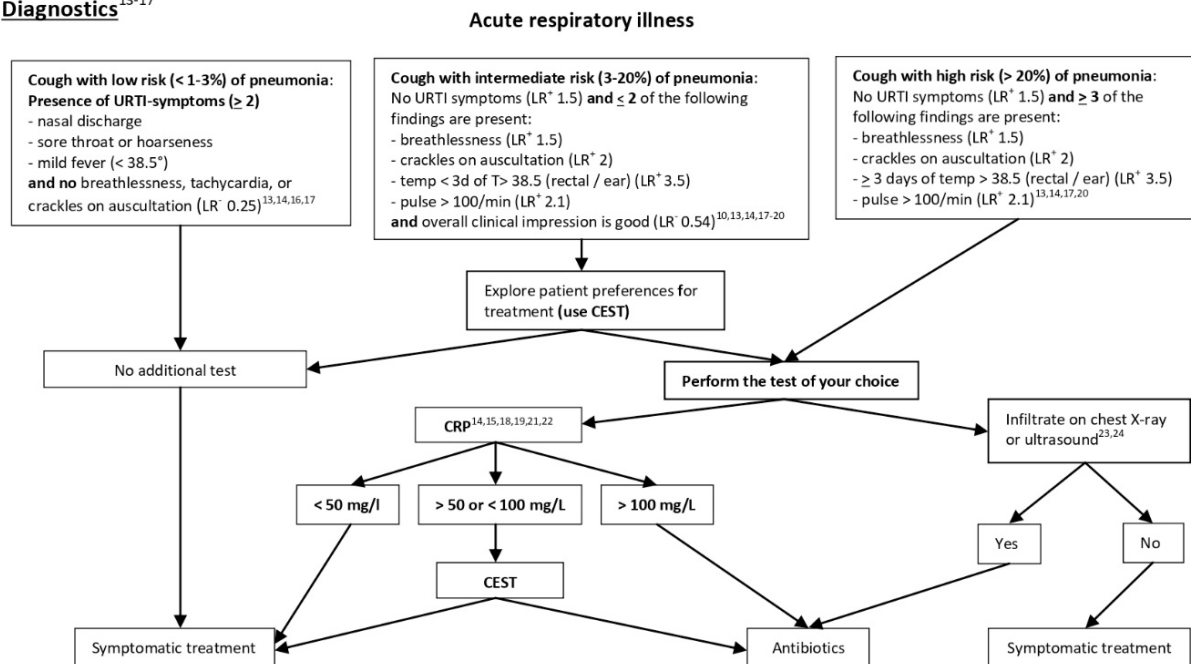 Diagnostics13-17
Acute respiratory illness
Cough with low risk (< 1-3%) of pneumonia:
Presence of URTI-symptoms (≥ 2)
- nasal discharge
- sore throat or hoarseness
- mild fever (< 38.5°)
and no breathlessness, tachycardia, or
crackles on auscultation (LR- 0.25)13,14,16,17
Cough with intermediate risk (3-20%) of pneumonia:
No URTI symptoms (LR+ 1.5) and ≤ 2 of the following
findings are present:
- breathlessness (LR+ 1.5)
- crackles on auscultation (LR+ 2)
- temp < 3d of T> 38.5 (rectal / ear) (LR+ 3.5)
- pulse > 100/min (LR+ 2.1)
and overall clinical impression is good (LR- 0.54)10,13,14,17-20
Cough with high risk (> 20%) of pneumonia:
No URTI symptoms (LR+ 1.5) and ≥ 3 of the
following findings are present:
- breathlessness (LR+ 1.5)
- crackles on auscultation (LR+ 2)
- ≥ 3 days of temp > 38.5 (rectal / ear) (LR+ 3.5)
- pulse > 100/min (LR+ 2.1)13,14,17,20
Explore patient preferences for
treatment (use CEST)
No additional test
Perform the test of your choice
CRP14,15,18,19,21,22
Infiltrate on chest X-ray
or ultrasound23,24
< 50 mg/l
> 50 or < 100 mg/L
> 100 mg/L
Yes
No
CEST
Symptomatic treatment
Antibiotics
Symptomatic treatment